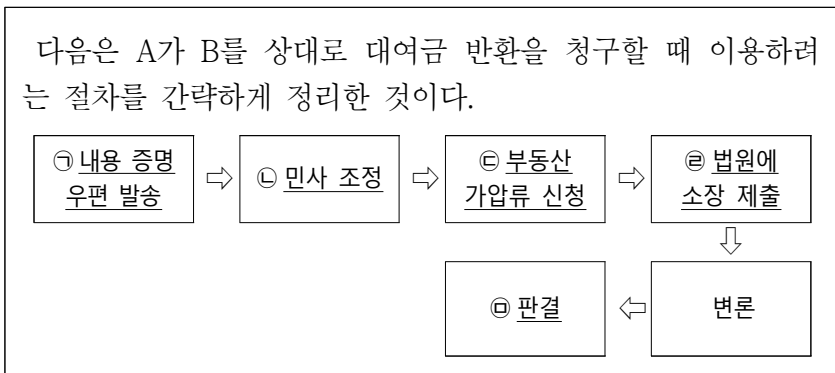 다음은 A가 B를 상대로 대여금 반환을 청구할 때 이용하려
는 절차를 간략하게 정리한 것이다.
㉠ 내용 증명
우편 발송
㉡ 민사 조정
㉢ 부동산
가압류 신청
㉣ 법원에
소장 제출
변론
㉤ 판결